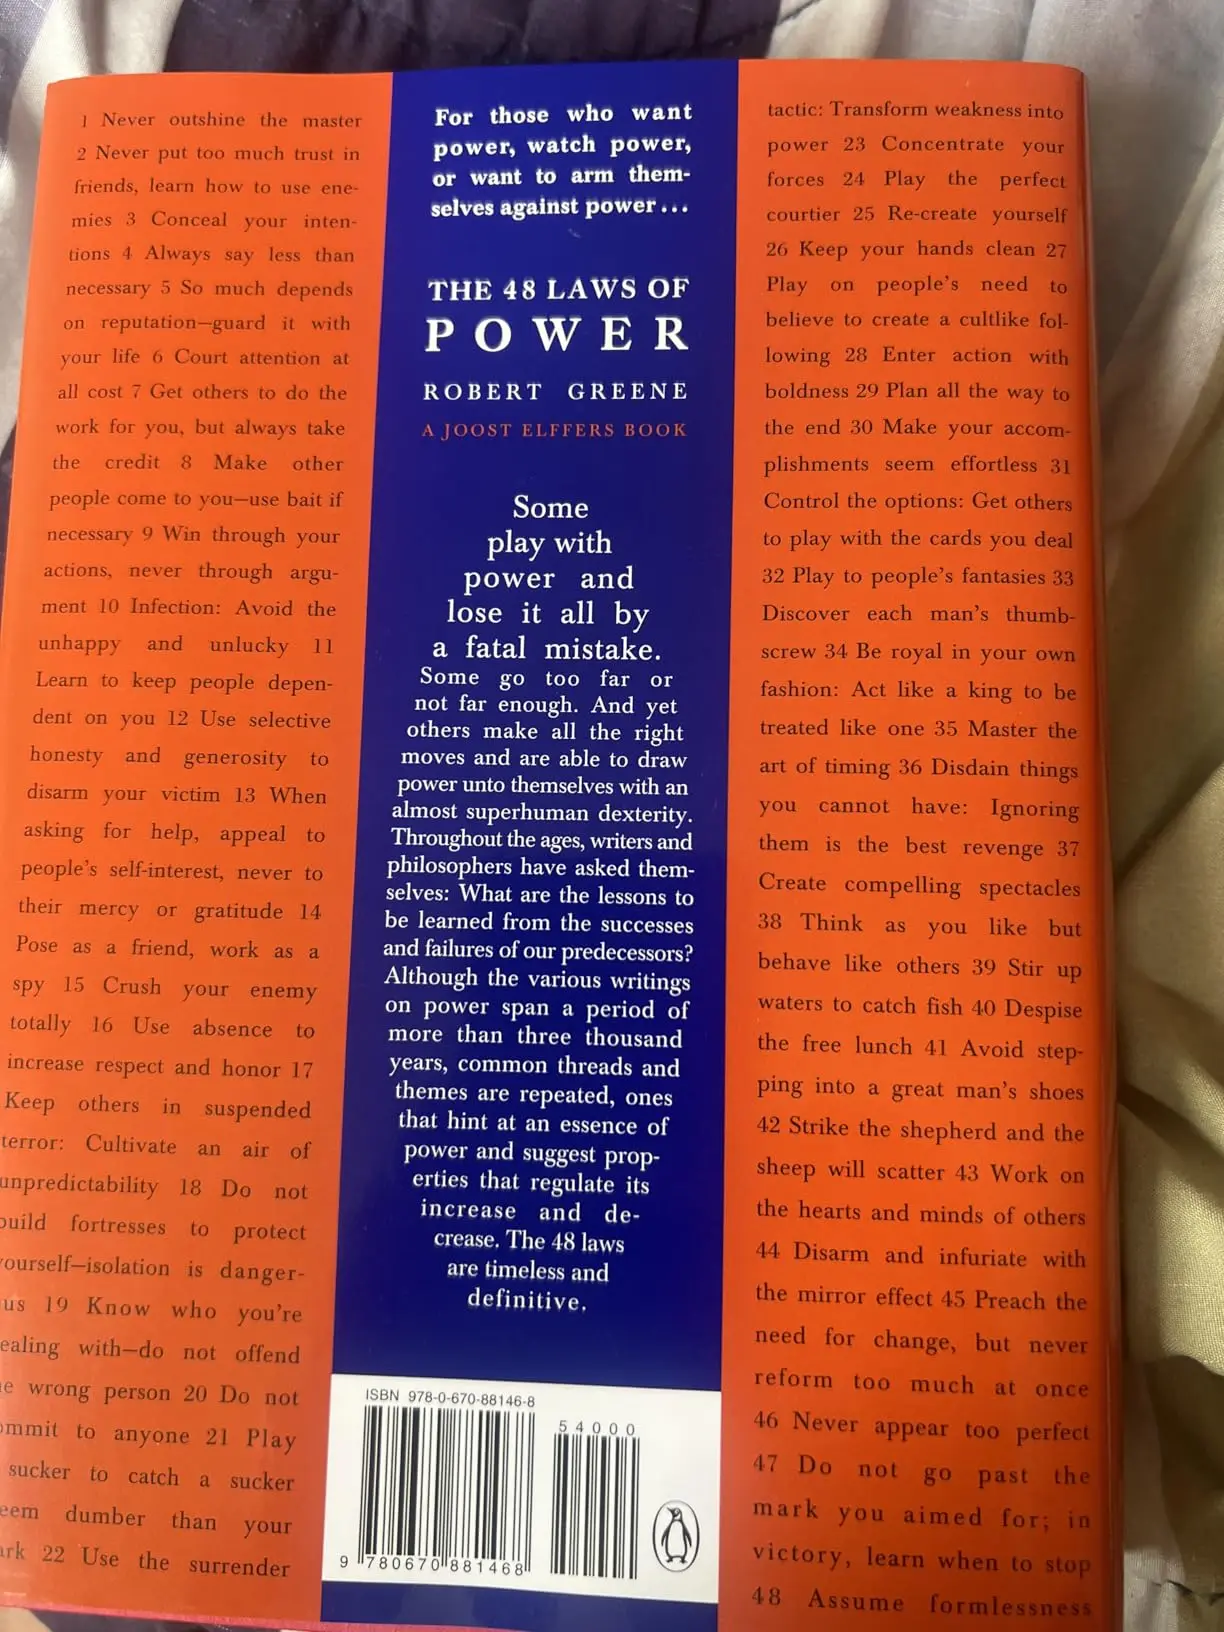 1 Never outshine the master
2 Never put too much trust in
friends, learn how to use ene-
mies 3 Conceal your inten-
tions 4 Always say less than
necessary 5 So much depends
on reputation—guard it with
your life 6 Court attention at
all cost 7 Get others to do the
work for you, but always take
the credit 8 Make other
people come to you—use bait if
necessary 9 Win through your
actions, never through argu-
ment 10 Infection: Avoid the
unhappy and unlucky 11
Learn to keep people depen-
dent on you 12 Use selective
honesty and generosity to
disarm your victim 13 When
asking for help, appeal to
people's self-interest, never to
their mercy or gratitude 14
Pose as a friend, work as a
spy 15 Crush your enemy
totally 16 Use absence to
increase respect and honor 17
Keep others in suspended
terror: Cultivate an air of
unpredictability 18 Do not
build fortresses to protect
yourself—isolation is danger-
us 19 Know who you're
ealing with—do not offend
e wrong person 20 Do not
ommit to anyone 21 Play
sucker to catch a sucker
eem dumber than your
ark 22 Use the surrender
For those who want
power, watch power,
or want to arm them-
selves against power...
THE 48 LAWS OF
POWER
ROBERT GREENE
A JOOST ELFFERS BOOK
Some
play with
power and
lose it all by
a fatal mistake.
Some go too far or
not far enough. And yet
others make all the right
moves and are able to draw
power unto themselves with an
almost superhuman dexterity.
Throughout the ages, writers and
philosophers have asked them-
selves: What are the lessons to
be learned from the successes
and failures of our predecessors?
Although the various writings
on power span a period of
more than three thousand
years, common threads and
themes are repeated, ones
that hint at an essence of
power and suggest prop-
erties that regulate its
increase and de-
crease. The 48 laws
are timeless and
definitive.
ISBN 978-0-670-88146-8
54000
9 780670 881468
tactic: Transform weakness into
power 23 Concentrate your
forces 24 Play the perfect
courtier 25 Re-create yourself
26 Keep your hands clean 27
Play on people's need to
believe to create a cultlike fol-
lowing 28 Enter action with
boldness 29 Plan all the way to
the end 30 Make your accom-
plishments seem effortless 31
Control the options: Get others
to play with the cards you deal
32 Play to people's fantasies 33
Discover each man's thumb-
screw 34 Be royal in your own
fashion: Act like a king to be
treated like one 35 Master the
art of timing 36 Disdain things
you cannot have: Ignoring
them is the best revenge 37
Create compelling spectacles
38 Think as you like but
behave like others 39 Stir up
waters to catch fish 40 Despise
the free lunch 41 Avoid step-
ping into a great man's shoes
42 Strike the shepherd and the
sheep will scatter 43 Work on
the hearts and minds of others
44 Disarm and infuriate with
the mirror effect 45 Preach the
need for change, but never
reform too much at once
46 Never appear too perfect
47 Do not go past the
mark you aimed for; in
victory, learn when to stop
48 Assume formlessness